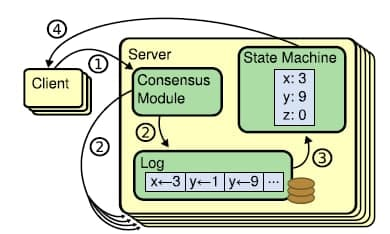 ④
①
Server
State Machine
Client
Consensus
Module
x: 3
y: 9
z: 0
②
②
③
Log
x←3 y←1 y←9 ...